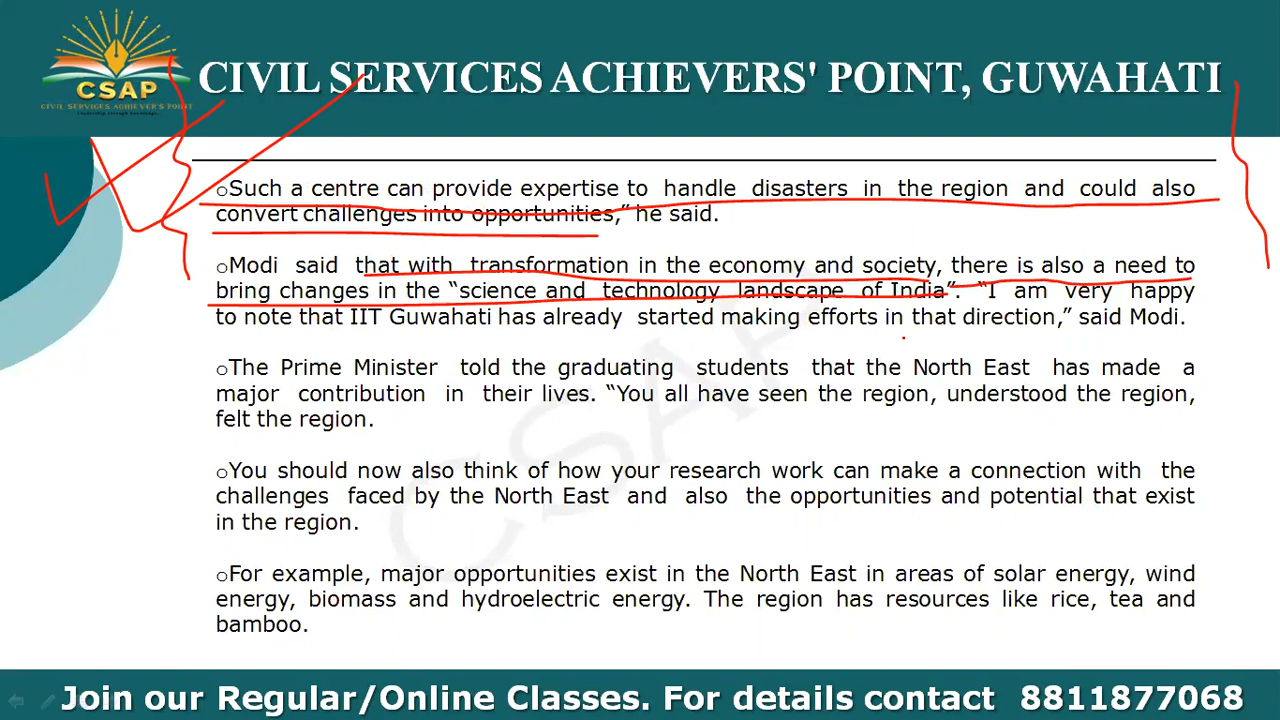 CSAP
CIVIL SERVICES ACHIEVER'S POINT
CIVIL SERVICES ACHIEVERS' POINT, GUWAHATI
oSuch a centre can provide expertise to handle disasters in the region and could also
convert challenges into opportunities,” he said.
oModi said that with transformation in the economy and society, there is also a need to
bring changes in the “science and technology landscape of India”. “I am very happy
to note that IIT Guwahati has already started making efforts in that direction,” said Modi.
oThe Prime Minister told the graduating students that the North East has made a
major contribution in their lives. “You all have seen the region, understood the region,
felt the region.
oYou should now also think of how your research work can make a connection with the
challenges faced by the North East and also the opportunities and potential that exist
in the region.
oFor example, major opportunities exist in the North East in areas of solar energy, wind
energy, biomass and hydroelectric energy. The region has resources like rice, tea and
bamboo.
CSAP
Join our Regular/Online Classes. For details contact 8811877068